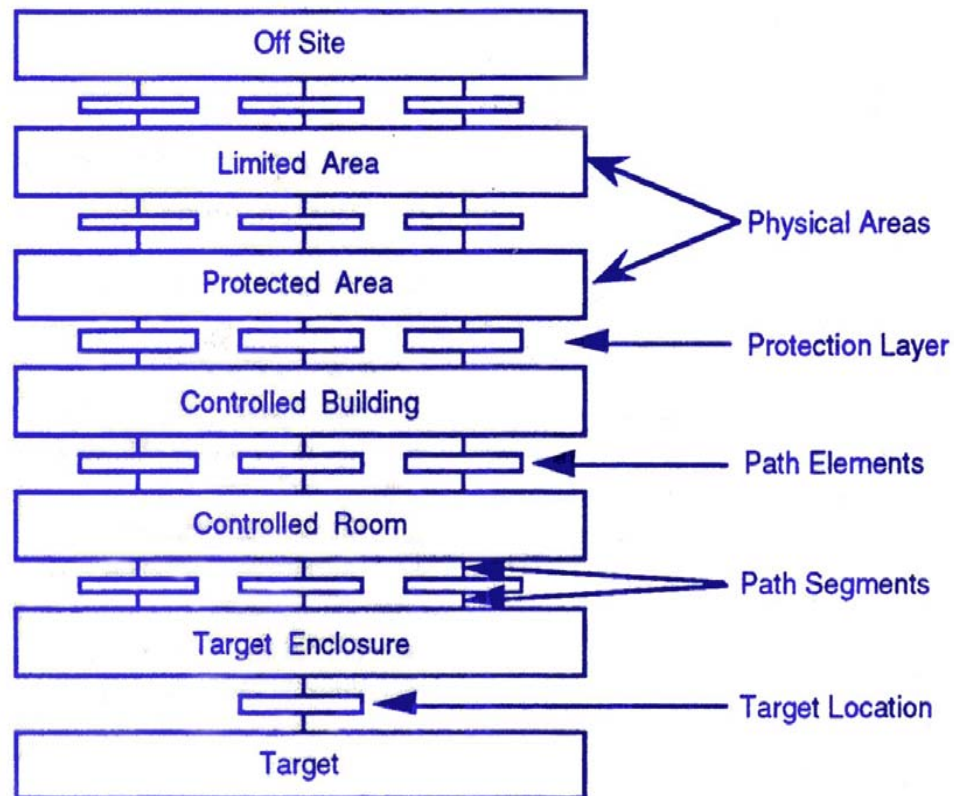 Off Site
Limited Area
Physical Areas
Protected Area
Protection Layer
Controlled Building
Path Elements
Controlled Room
Path Segments
Target Enclosure
Target Location
Target